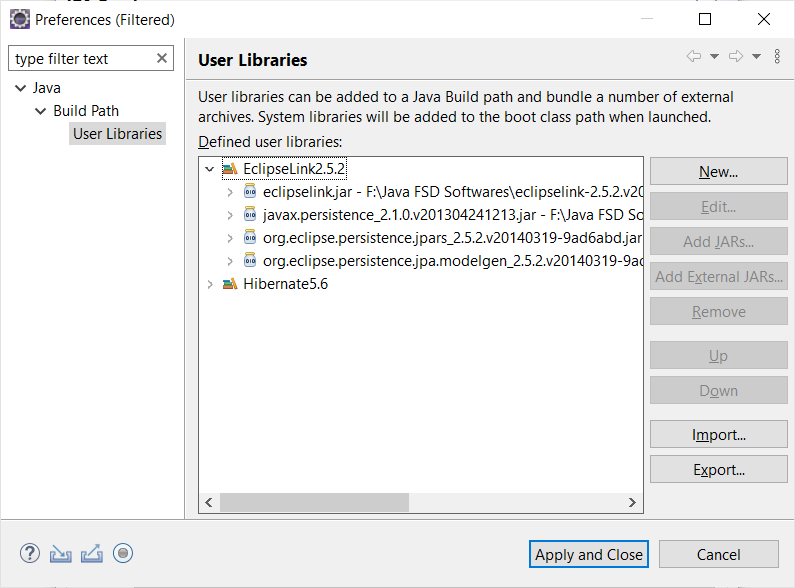 Preferences (Filtered)
type filter text
Java
Build Path
User Libraries
User Libraries
User libraries can be added to a Java Build path and bundle a number of external
archives. System libraries will be added to the boot class path when launched.
Defined user libraries:
EclipseLink2.5.2
eclipselink.jar - F:\Java FSD Softwares\eclipselink-2.5.2.v20
javax.persistence_2.1.0.v201304241213.jar - F:\Java FSD So
org.eclipse.persistence.jpars_2.5.2.v20140319-9ad6abd.jar
org.eclipse.persistence.jpa.modelgen_2.5.2.v20140319-9ad
Hibernate5.6
New...
Edit...
Add JARs...
Add External JARs...
Remove
Up
Down
Import...
Export...
Apply and Close
Cancel